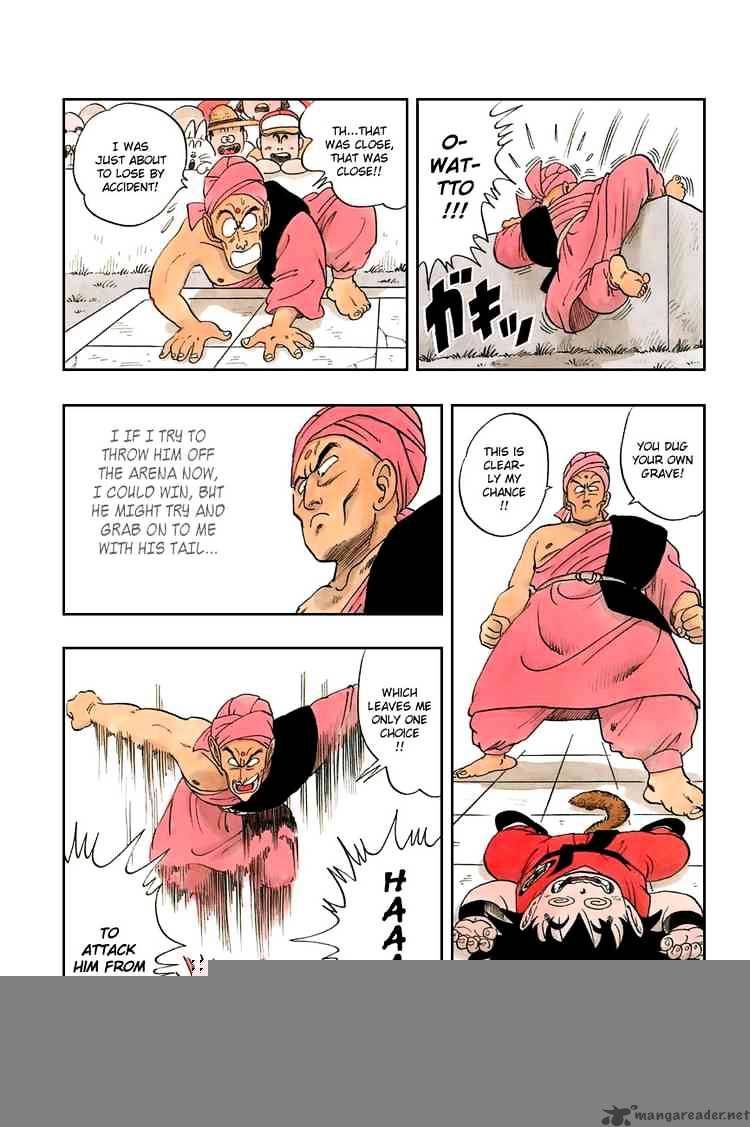 O-
WAT-
TTO
!!!
ガキッ
TH...THAT
WAS CLOSE,
THAT WAS
CLOSE!!
I WAS
JUST ABOUT
TO LOSE BY
ACCIDENT!
YOU DUG
YOUR OWN
GRAVE!
THIS IS
CLEAR-
LY MY
CHANCE
!!
I IF I TRY TO
THROW HIM OFF
THE ARENA NOW,
I COULD WIN, BUT
HE MIGHT TRY AND
GRAB ON TO ME
WITH HIS TAIL...
WHICH
LEAVES ME
ONLY ONE
CHOICE
!!
HAAA
TO
ATTACK
HIM FROM
mangareader.net